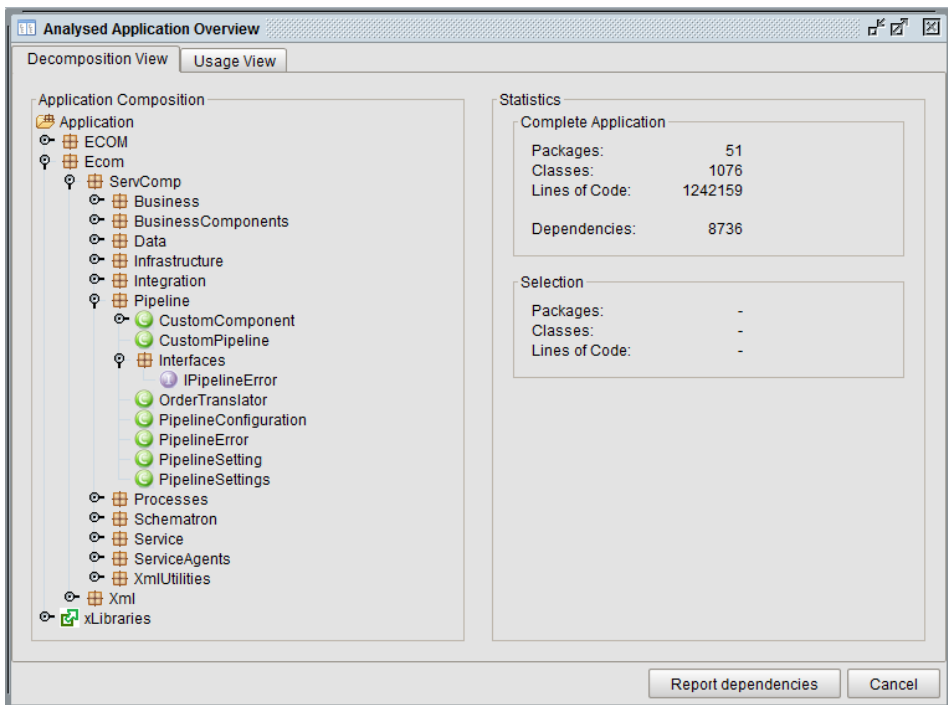 Analysed Application Overview
Decomposition View
Usage View
Application Composition
Application
ECOM
Ecom
ServComp
Business
BusinessComponents
Data
Infrastructure
Integration
Pipeline
CustomComponent
CustomPipeline
Interfaces
IPipelineError
OrderTranslator
PipelineConfiguration
PipelineError
PipelineSetting
PipelineSettings
Processes
Schematron
Service
ServiceAgents
XmlUtilities
Xml
xLibraries
Statistics
Complete Application
Packages: 51
Classes: 1076
Lines of Code: 1242159
Dependencies: 8736
Selection
Packages: -
Classes: -
Lines of Code: -
Report dependencies
Cancel